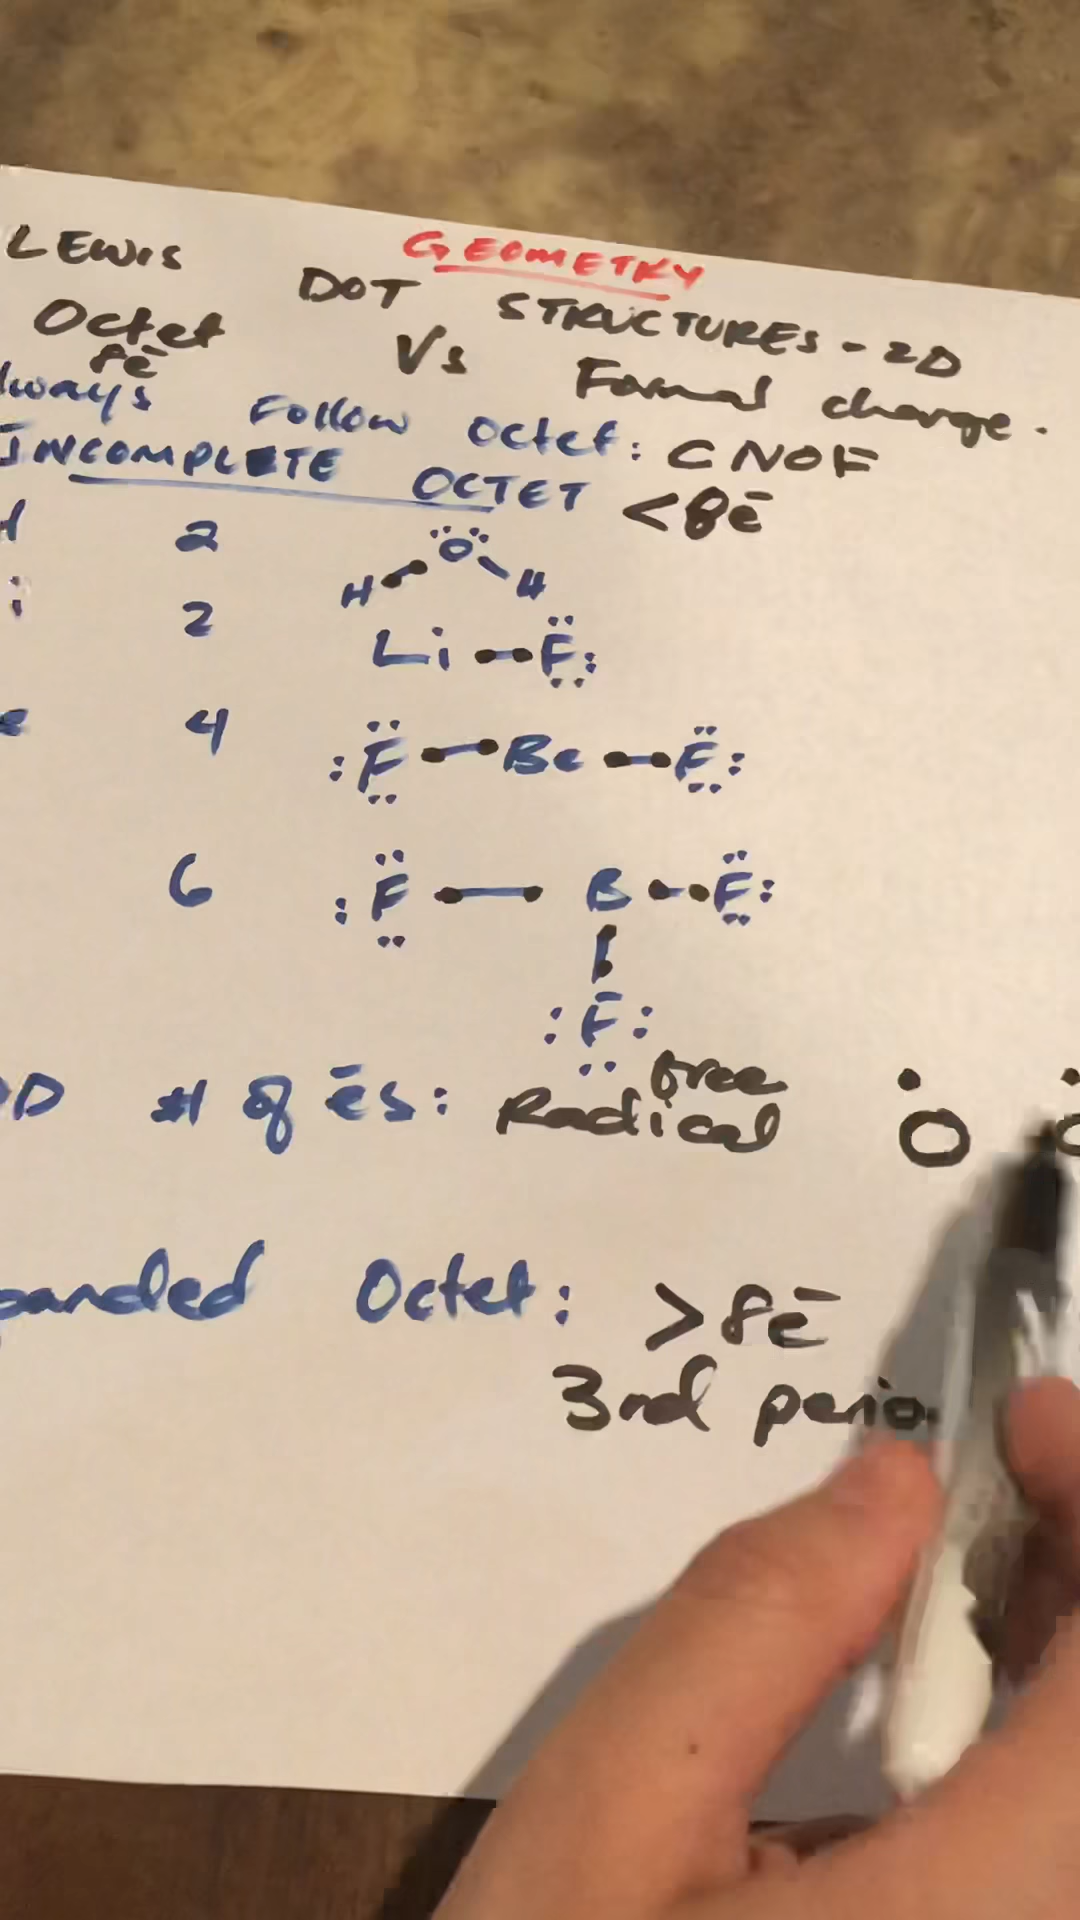 GEOMETRY
LEWIS DOT STRUCTURES - 2D
Octet Vs Formal charge.
8ē
lways Follow Octet: CNOF
INCOMPLETE OCTET <8ē
2 H O H
2 Li F
4 F Be F
6 F B F
F
# of ēs: free Radical O
panded Octet: >8ē
3rd perio